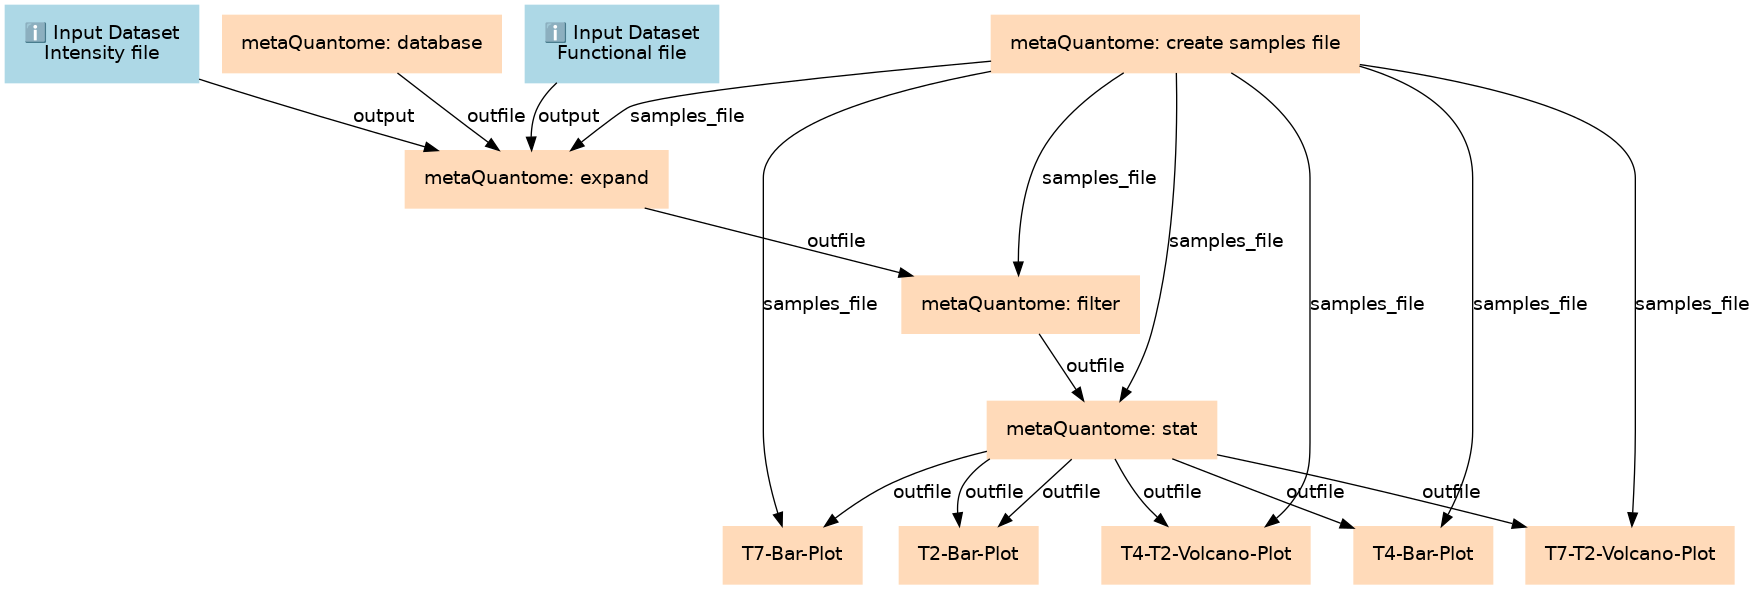 ℹ️ Input Dataset
Intensity file
metaQuantome: database
ℹ️ Input Dataset
Functional file
metaQuantome: create samples file
output
outfile
output
samples_file
metaQuantome: expand
samples_file
outfile
samples_file
samples_file
metaQuantome: filter
samples_file
samples_file
samples_file
outfile
metaQuantome: stat
outfile
outfile
outfile
outfile
outfile
outfile
T7-Bar-Plot
T2-Bar-Plot
T4-T2-Volcano-Plot
T4-Bar-Plot
T7-T2-Volcano-Plot